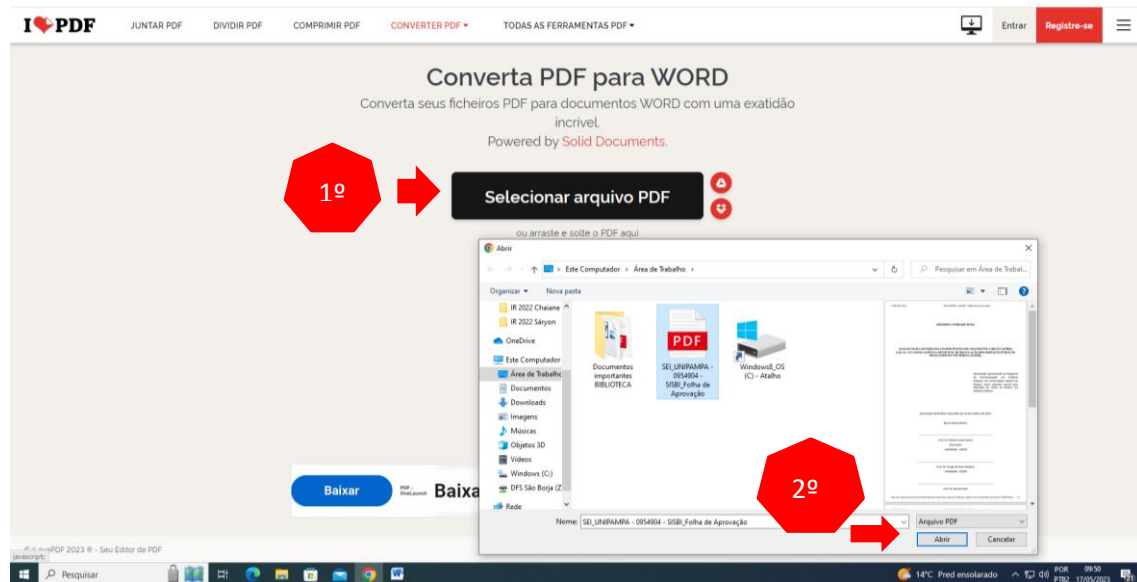 I PDF
JUNTAR PDF
DIVIDIR PDF
COMPRIMIR PDF
CONVERTER PDF
TODAS AS FERRAMENTAS PDF
Entrar
Registre-se
Converta PDF para WORD
Converta seus ficheiros PDF para documentos WORD com uma exatidão
incrível.
Powered by Solid Documents.
1º
Selecionar arquivo PDF
ou arraste e solte o PDF aqui
Abrir
Este Computador › Área de Trabalho ›
Pesquisar em Área de Trabal...
Organizar
Nova pasta
IR 2022 Chaiane
IR 2022 Sáryon
OneDrive
Este Computador
Área de Trabalho
Documentos
Downloads
Imagens
Músicas
Objetos 3D
Vídeos
Windows (C:)
DFS São Borja (Z
Rede
Documentos
importantes
BIBLIOTECA
PDF
SEI_UNIPAMPA -
0954904 -
SISBI_Folha de
Aprovação
Windows8_OS
(C) - Atalho
2º
Baixar
Baixa
Nome: SEI_UNIPAMPA - 0954904 - SISBI_Folha de Aprovação
Arquivo PDF
Abrir
Cancelar
PDF 2023 ® - Seu Editor de PDF
Pesquisar
14°C Pred ensolarado
POR
PTB2
09:50
17/05/2023